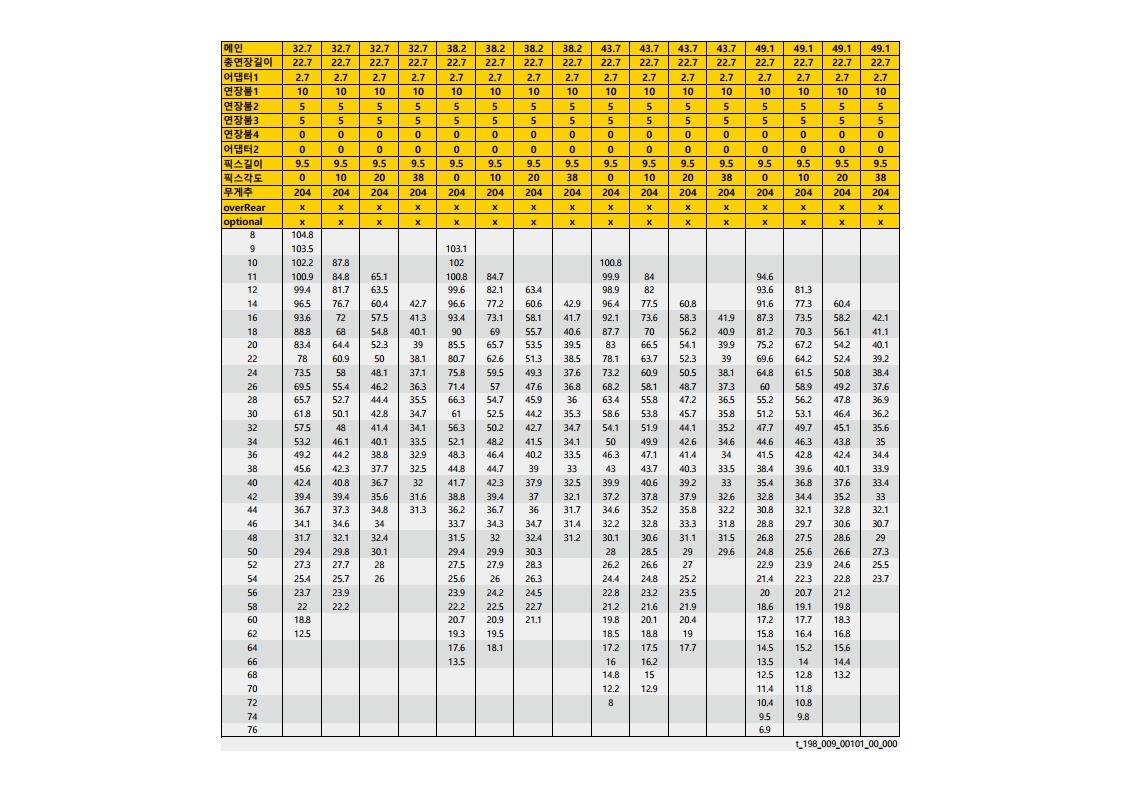 메인 32.7 32.7 32.7 32.7 38.2 38.2 38.2 38.2 43.7 43.7 43.7 43.7 49.1 49.1 49.1 49.1
총연장길이 22.7 22.7 22.7 22.7 22.7 22.7 22.7 22.7 22.7 22.7 22.7 22.7 22.7 22.7 22.7 22.7
어댑터1 2.7 2.7 2.7 2.7 2.7 2.7 2.7 2.7 2.7 2.7 2.7 2.7 2.7 2.7 2.7 2.7
연장붐1 10 10 10 10 10 10 10 10 10 10 10 10 10 10 10 10
연장붐2 5 5 5 5 5 5 5 5 5 5 5 5 5 5 5 5
연장붐3 5 5 5 5 5 5 5 5 5 5 5 5 5 5 5 5
연장붐4 0 0 0 0 0 0 0 0 0 0 0 0 0 0 0 0
어댑터2 0 0 0 0 0 0 0 0 0 0 0 0 0 0 0 0
픽스길이 9.5 9.5 9.5 9.5 9.5 9.5 9.5 9.5 9.5 9.5 9.5 9.5 9.5 9.5 9.5 9.5
픽스각도 0 10 20 38 0 10 20 38 0 10 20 38 0 10 20 38
무게추 204 204 204 204 204 204 204 204 204 204 204 204 204 204 204 204
overRear x x x x x x x x x x x x x x x x
optional x x x x x x x x x x x x x x x x
8 104.8
9 103.5 103.1
10 102.2 87.8 102 100.8
11 100.9 84.8 65.1 100.8 84.7 99.9 84 94.6
12 99.4 81.7 63.5 99.6 82.1 63.4 98.9 82 93.6 81.3
14 96.5 76.7 60.4 42.7 96.6 77.2 60.6 42.9 96.4 77.5 60.8 91.6 77.3 60.4
16 93.6 72 57.5 41.3 93.4 73.1 58.1 41.7 92.1 73.6 58.3 41.9 87.3 73.5 58.2 42.1
18 88.8 68 54.8 40.1 90 69 55.7 40.6 87.7 70 56.2 40.9 81.2 70.3 56.1 41.1
20 83.4 64.4 52.3 39 85.5 65.7 53.5 39.5 83 66.5 54.1 39.9 75.2 67.2 54.2 40.1
22 78 60.9 50 38.1 80.7 62.6 51.3 38.5 78.1 63.7 52.3 39 69.6 64.2 52.4 39.2
24 73.5 58 48.1 37.1 75.8 59.5 49.3 37.6 73.2 60.9 50.5 38.1 64.8 61.5 50.8 38.4
26 69.5 55.4 46.2 36.3 71.4 57 47.6 36.8 68.2 58.1 48.7 37.3 60 58.9 49.2 37.6
28 65.7 52.7 44.4 35.5 66.3 54.7 45.9 36 63.4 55.8 47.2 36.5 55.2 56.2 47.8 36.9
30 61.8 50.1 42.8 34.7 61 52.5 44.2 35.3 58.6 53.8 45.7 35.8 51.2 53.1 46.4 36.2
32 57.5 48 41.4 34.1 56.3 50.2 42.7 34.7 54.1 51.9 44.1 35.2 47.7 49.7 45.1 35.6
34 53.2 46.1 40.1 33.5 52.1 48.2 41.5 34.1 50 49.9 42.6 34.6 44.6 46.3 43.8 35
36 49.2 44.2 38.8 32.9 48.3 46.4 40.2 33.5 46.3 47.1 41.4 34 41.5 42.8 42.4 34.4
38 45.6 42.3 37.7 32.5 44.8 44.7 39 33 43 43.7 40.3 33.5 38.4 39.6 40.1 33.9
40 42.4 40.8 36.7 32 41.7 42.3 37.9 32.5 39.9 40.6 39.2 33 35.4 36.8 37.6 33.4
42 39.4 39.4 35.6 31.6 38.8 39.4 37 32.1 37.2 37.8 37.9 32.6 32.8 34.4 35.2 33
44 36.7 37.3 34.8 31.3 36.2 36.7 36 31.7 34.6 35.2 35.8 32.2 30.8 32.1 32.8 32.1
46 34.1 34.6 34 33.7 34.3 34.7 31.4 32.2 32.8 33.3 31.8 28.8 29.7 30.6 30.7
48 31.7 32.1 32.4 31.5 32 32.4 31.2 30.1 30.6 31.1 31.5 26.8 27.5 28.6 29
50 29.4 29.8 30.1 29.4 29.9 30.3 28 28.5 29 29.6 24.8 25.6 26.6 27.3
52 27.3 27.7 28 27.5 27.9 28.3 26.2 26.6 27 22.9 23.9 24.6 25.5
54 25.4 25.7 26 25.6 26 26.3 24.4 24.8 25.2 21.4 22.3 22.8 23.7
56 23.7 23.9 23.9 24.2 24.5 22.8 23.2 23.5 20 20.7 21.2
58 22 22.2 22.2 22.5 22.7 21.2 21.6 21.9 18.6 19.1 19.8
60 18.8 20.7 20.9 21.1 19.8 20.1 20.4 17.2 17.7 18.3
62 12.5 19.3 19.5 18.5 18.8 19 15.8 16.4 16.8
64 17.6 18.1 17.2 17.5 17.7 14.5 15.2 15.6
66 13.5 16 16.2 13.5 14 14.4
68 14.8 15 12.5 12.8 13.2
70 12.2 12.9 11.4 11.8
72 8 10.4 10.8
74 9.5 9.8
76 6.9
t_198_009_00101_00_000